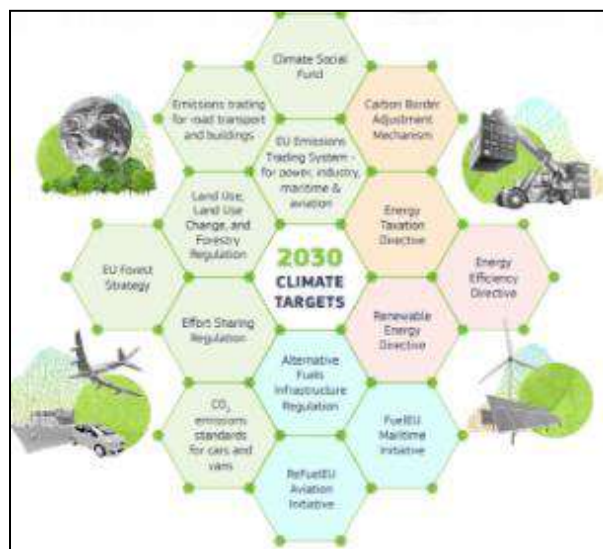 Climate Social
Fund
Emissions trading
for road transport
and buildings
Carbon Border
Adjustment
Mechanism
EU Emissions
Trading System -
for power, industry,
maritime &
aviation
Land Use,
Land Use
Change, and
Forestry
Regulation
Energy
Taxation
Directive
EU Forest
Strategy
2030
CLIMATE
TARGETS
Energy
Efficiency
Directive
Effort Sharing
Regulation
Renewable
Energy
Directive
Alternative
Fuels
Infrastructure
Regulation
CO₂
emissions
standards
for cars and
vans
FuelEU
Maritime
Initiative
ReFuelEU
Aviation
Initiative